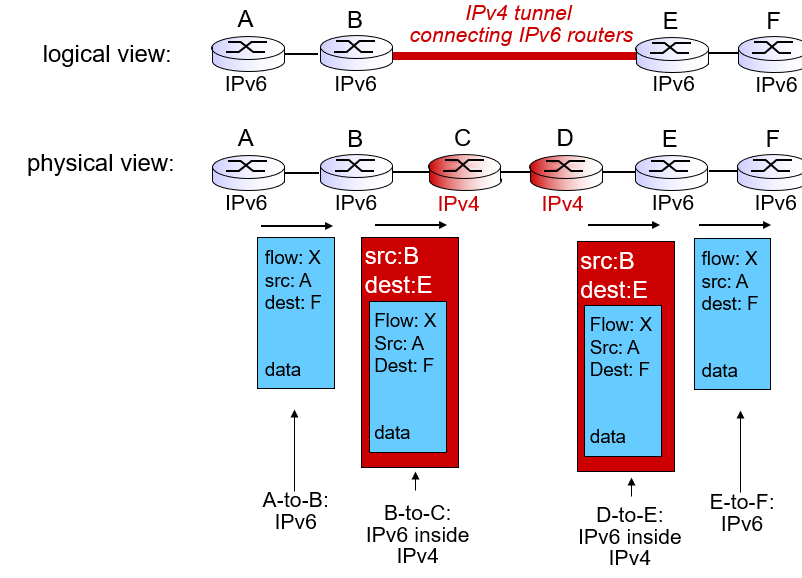 A B IPv4 tunnel E F
connecting IPv6 routers
logical view:
IPv6 IPv6 IPv6 IPv6
A B C D E F
physical view:
IPv6 IPv6 IPv4 IPv4 IPv6 IPv6
flow: X
src: A
dest: F
data
src:B
dest:E
Flow: X
Src: A
Dest: F
data
src:B
dest:E
Flow: X
Src: A
Dest: F
data
flow: X
src: A
dest: F
data
A-to-B:
IPv6
B-to-C:
IPv6 inside
IPv4
D-to-E:
IPv6 inside
IPv4
E-to-F:
IPv6